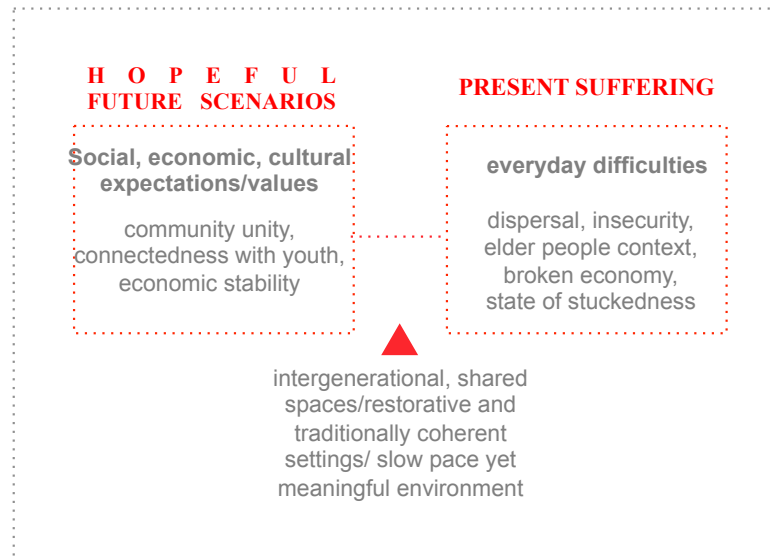 H O P E F U L
FUTURE SCENARIOS
Social, economic, cultural
expectations/values
community unity,
connectedness with youth,
economic stability
PRESENT SUFFERING
everyday difficulties
dispersal, insecurity,
elder people context,
broken economy,
state of stuckedness
intergenerational, shared
spaces/restorative and
traditionally coherent
settings/ slow pace yet
meaningful environment